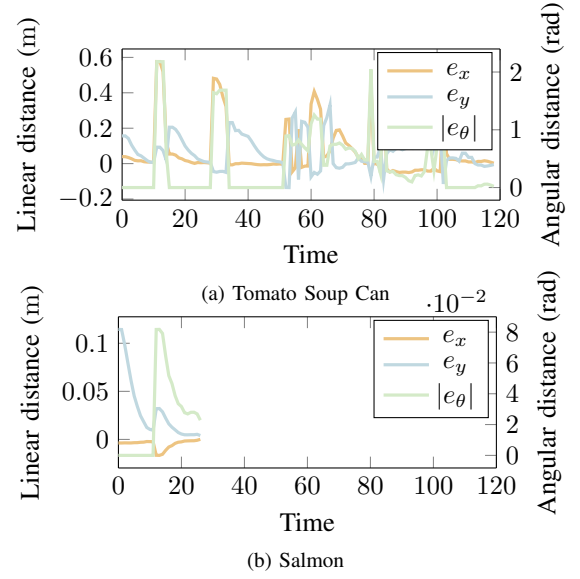 0.6
0.4
0.2
0
−0.2
Linear distance (m)
2
1
0
Angular distance (rad)
e_x
e_y
|e_θ|
0 20 40 60 80 100 120
Time
(a) Tomato Soup Can
·10⁻²
0.1
0.05
0
Linear distance (m)
8
6
4
2
0
Angular distance (rad)
e_x
e_y
|e_θ|
0 20 40 60 80 100 120
Time
(b) Salmon